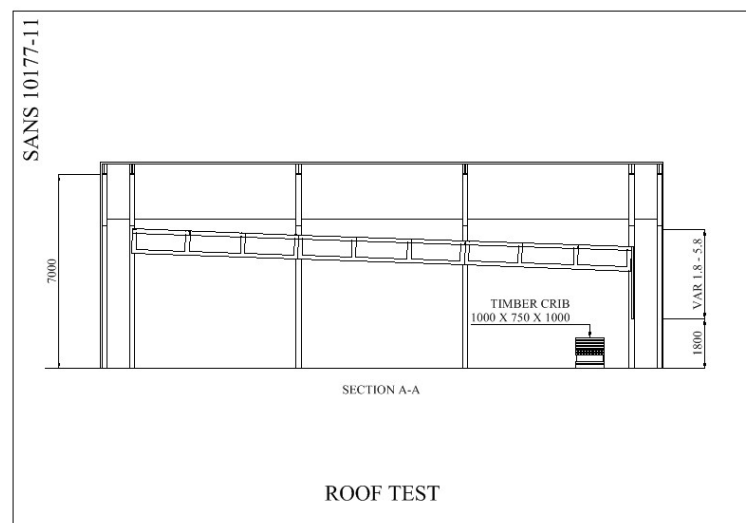 SANS 10177-11
7000
TIMBER CRIB
1000 X 750 X 1000
VAR 1.8 - 5.8
1800
SECTION A-A
ROOF TEST